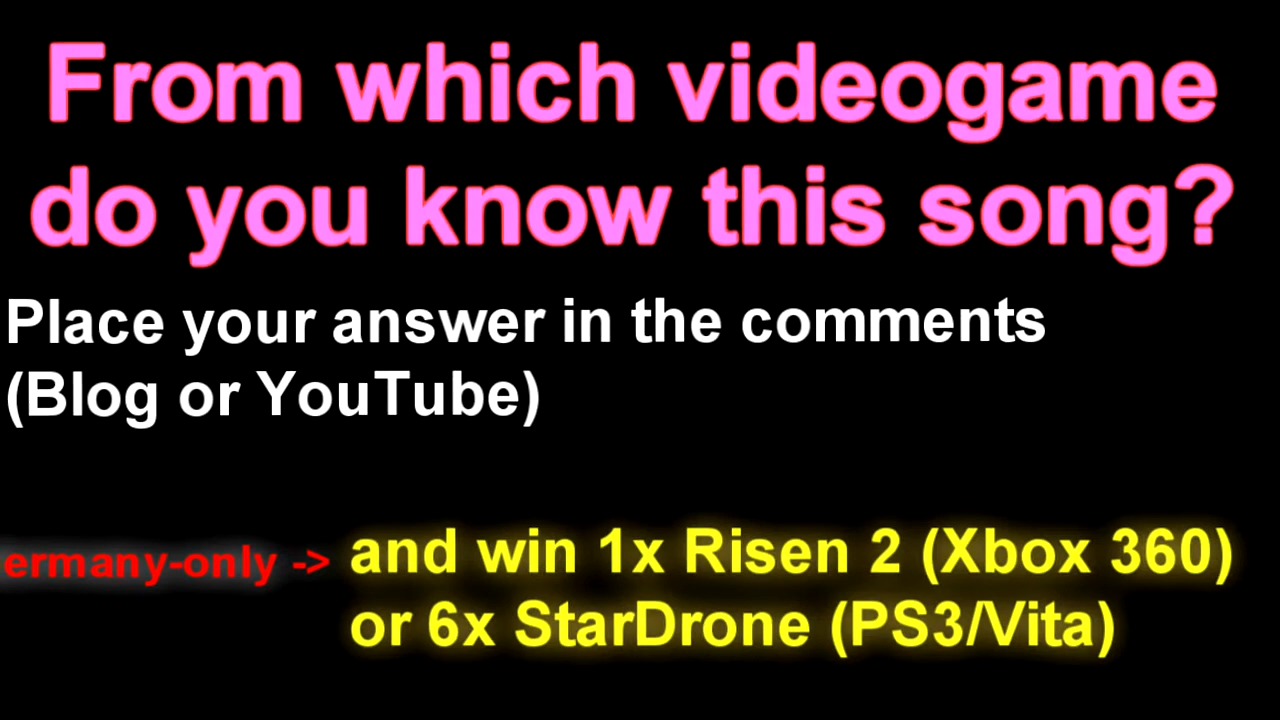 From which videogame
do you know this song?
Place your answer in the comments
(Blog or YouTube)
ermany-only -> and win 1x Risen 2 (Xbox 360)
or 6x StarDrone (PS3/Vita)